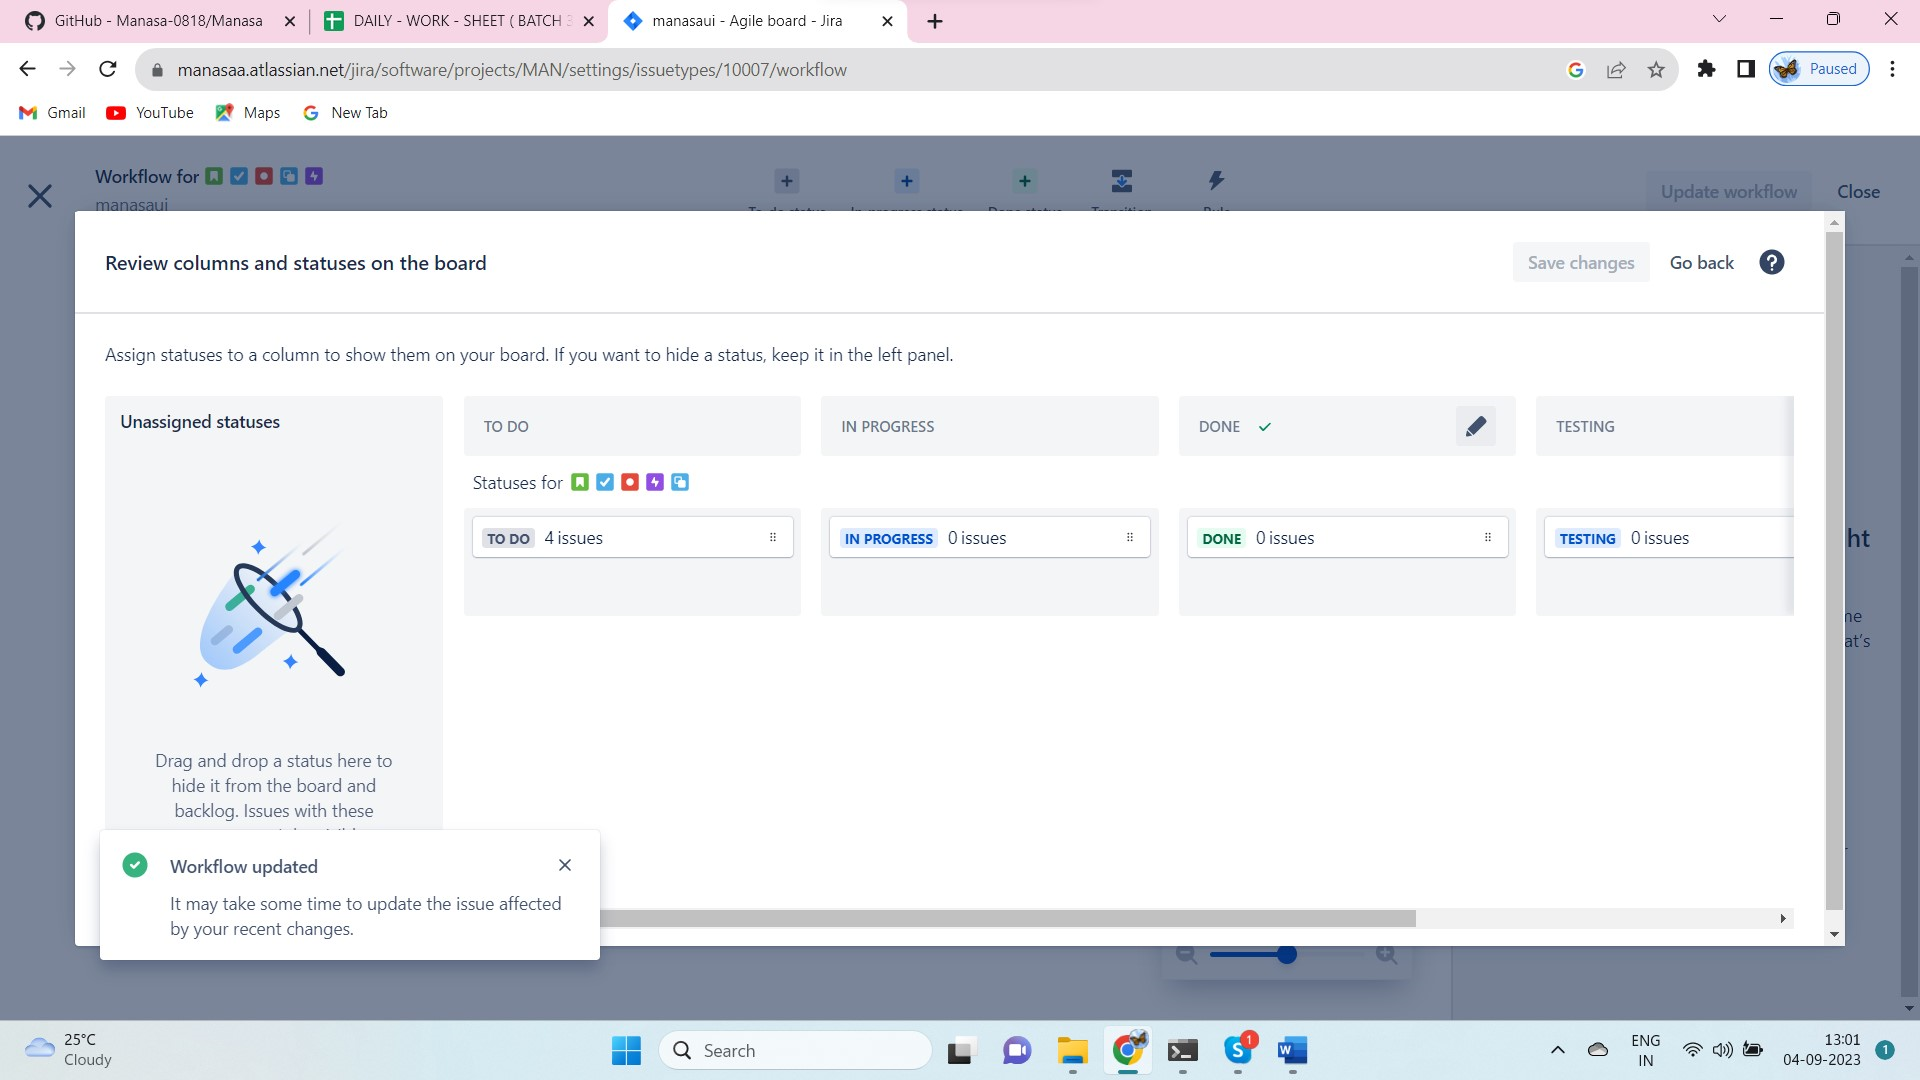 GitHub - Manasa-0818/Manasa
DAILY - WORK - SHEET ( BATCH 3
manasaui - Agile board - Jira
manasaa.atlassian.net/jira/software/projects/MAN/settings/issuetypes/10007/workflow
Paused
Gmail
YouTube
Maps
New Tab
Workflow for
manasaui
Update workflow
Close
Review columns and statuses on the board
Save changes
Go back
Assign statuses to a column to show them on your board. If you want to hide a status, keep it in the left panel.
Unassigned statuses
TO DO
IN PROGRESS
DONE
TESTING
Statuses for
TO DO 4 issues
IN PROGRESS 0 issues
DONE 0 issues
TESTING 0 issues
ht
at's
Drag and drop a status here to
hide it from the board and
backlog. Issues with these
Workflow updated
It may take some time to update the issue affected
by your recent changes.
25°C
Cloudy
Search
1
ENG
IN
13:01
04-09-2023
1